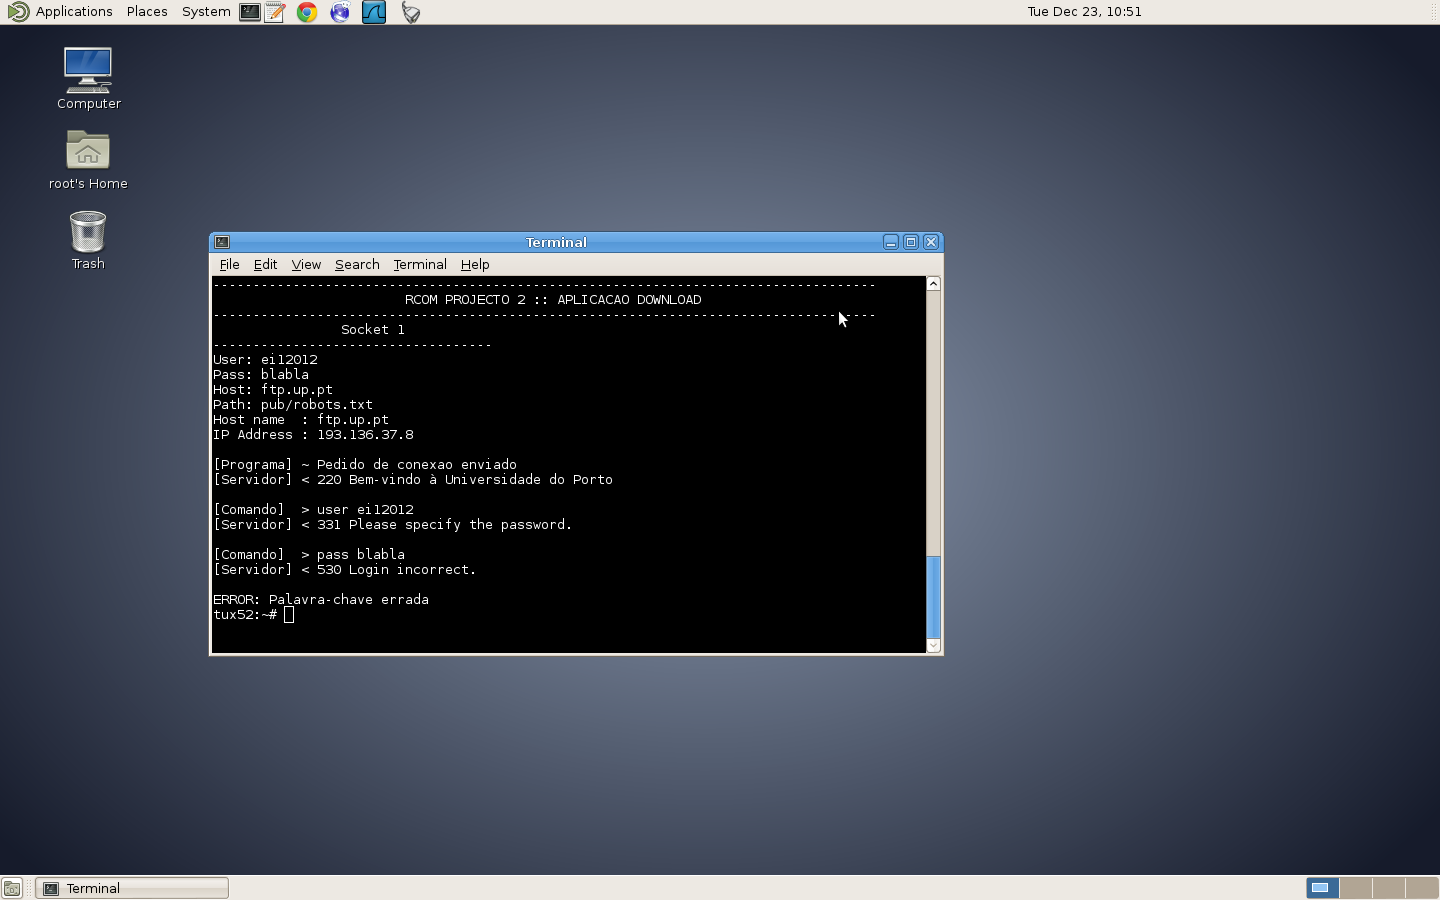 Applications Places System
Tue Dec 23, 10:51
Computer
root's Home
Trash
Terminal
File Edit View Search Terminal Help
-----------------------------------------------------------------------------------
RCOM PROJECTO 2 :: APLICACAO DOWNLOAD
-----------------------------------------------------------------------------------
Socket 1
-----------------------------------
User: ei12012
Pass: blabla
Host: ftp.up.pt
Path: pub/robots.txt
Host name  : ftp.up.pt
IP Address : 193.136.37.8
[Programa] ~ Pedido de conexao enviado
[Servidor] < 220 Bem-vindo à Universidade do Porto
[Comando]  > user ei12012
[Servidor] < 331 Please specify the password.
[Comando]  > pass blabla
[Servidor] < 530 Login incorrect.
ERROR: Palavra-chave errada
tux52:~#
Terminal